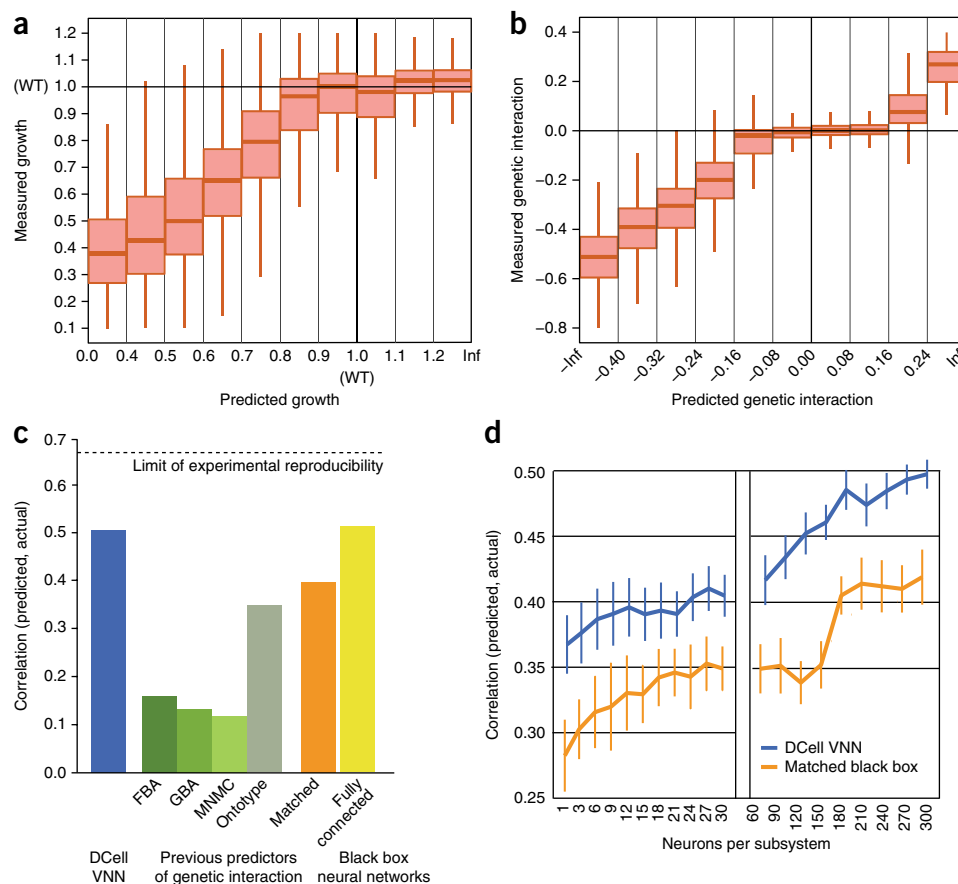 a
Measured growth
1.2
1.1
(WT) 1.0
0.9
0.8
0.7
0.6
0.5
0.4
0.3
0.2
0.1
0.0 0.4 0.5 0.6 0.7 0.8 0.9 1.0 1.1 1.2 Inf
(WT)
Predicted growth
b
Measured genetic interaction
0.4
0.2
0.0
−0.2
−0.4
−0.6
−0.8
−Inf −0.40 −0.32 −0.24 −0.16 −0.08 0.00 0.08 0.16 0.24 Inf
Predicted genetic interaction
c
Correlation (predicted, actual)
0.7
Limit of experimental reproducibility
0.6
0.5
0.4
0.3
0.2
0.1
0.0
FBA GBA MNMC Ontotype Matched Fully connected
DCell VNN
Previous predictors of genetic interaction
Black box neural networks
d
Correlation (predicted, actual)
0.50
0.45
0.40
0.35
0.30
0.25
DCell VNN
Matched black box
1 3 6 9 12 15 18 21 24 27 30 60 90 120 150 180 210 240 270 300
Neurons per subsystem